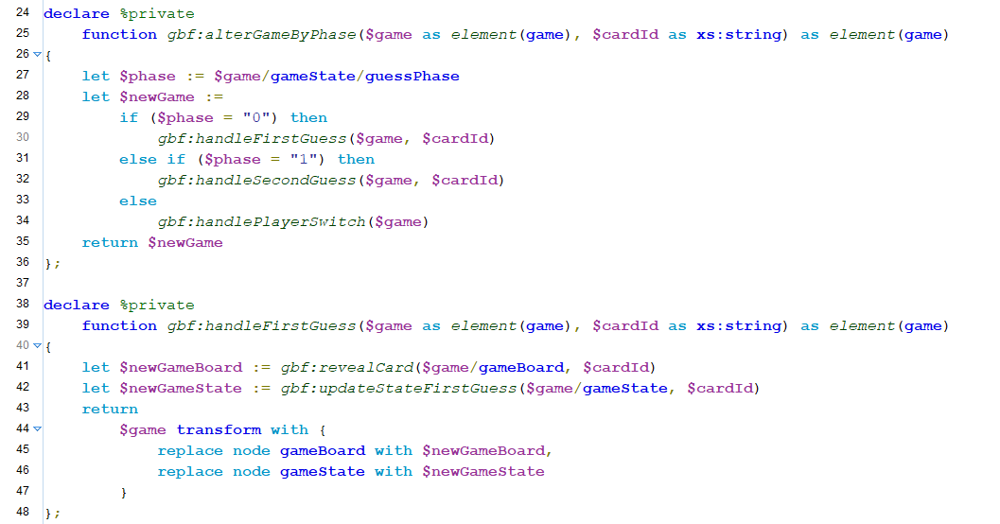 24 declare %private
25     function gbf:alterGameByPhase($game as element(game), $cardId as xs:string) as element(game)
26 {
27     let $phase := $game/gameState/guessPhase
28     let $newGame :=
29         if ($phase = "0") then
30             gbf:handleFirstGuess($game, $cardId)
31         else if ($phase = "1") then
32             gbf:handleSecondGuess($game, $cardId)
33         else
34             gbf:handlePlayerSwitch($game)
35     return $newGame
36 };
37
38 declare %private
39     function gbf:handleFirstGuess($game as element(game), $cardId as xs:string) as element(game)
40 {
41     let $newGameBoard := gbf:revealCard($game/gameBoard, $cardId)
42     let $newGameState := gbf:updateStateFirstGuess($game/gameState, $cardId)
43     return
44         $game transform with {
45             replace node gameBoard with $newGameBoard,
46             replace node gameState with $newGameState
47         }
48 };